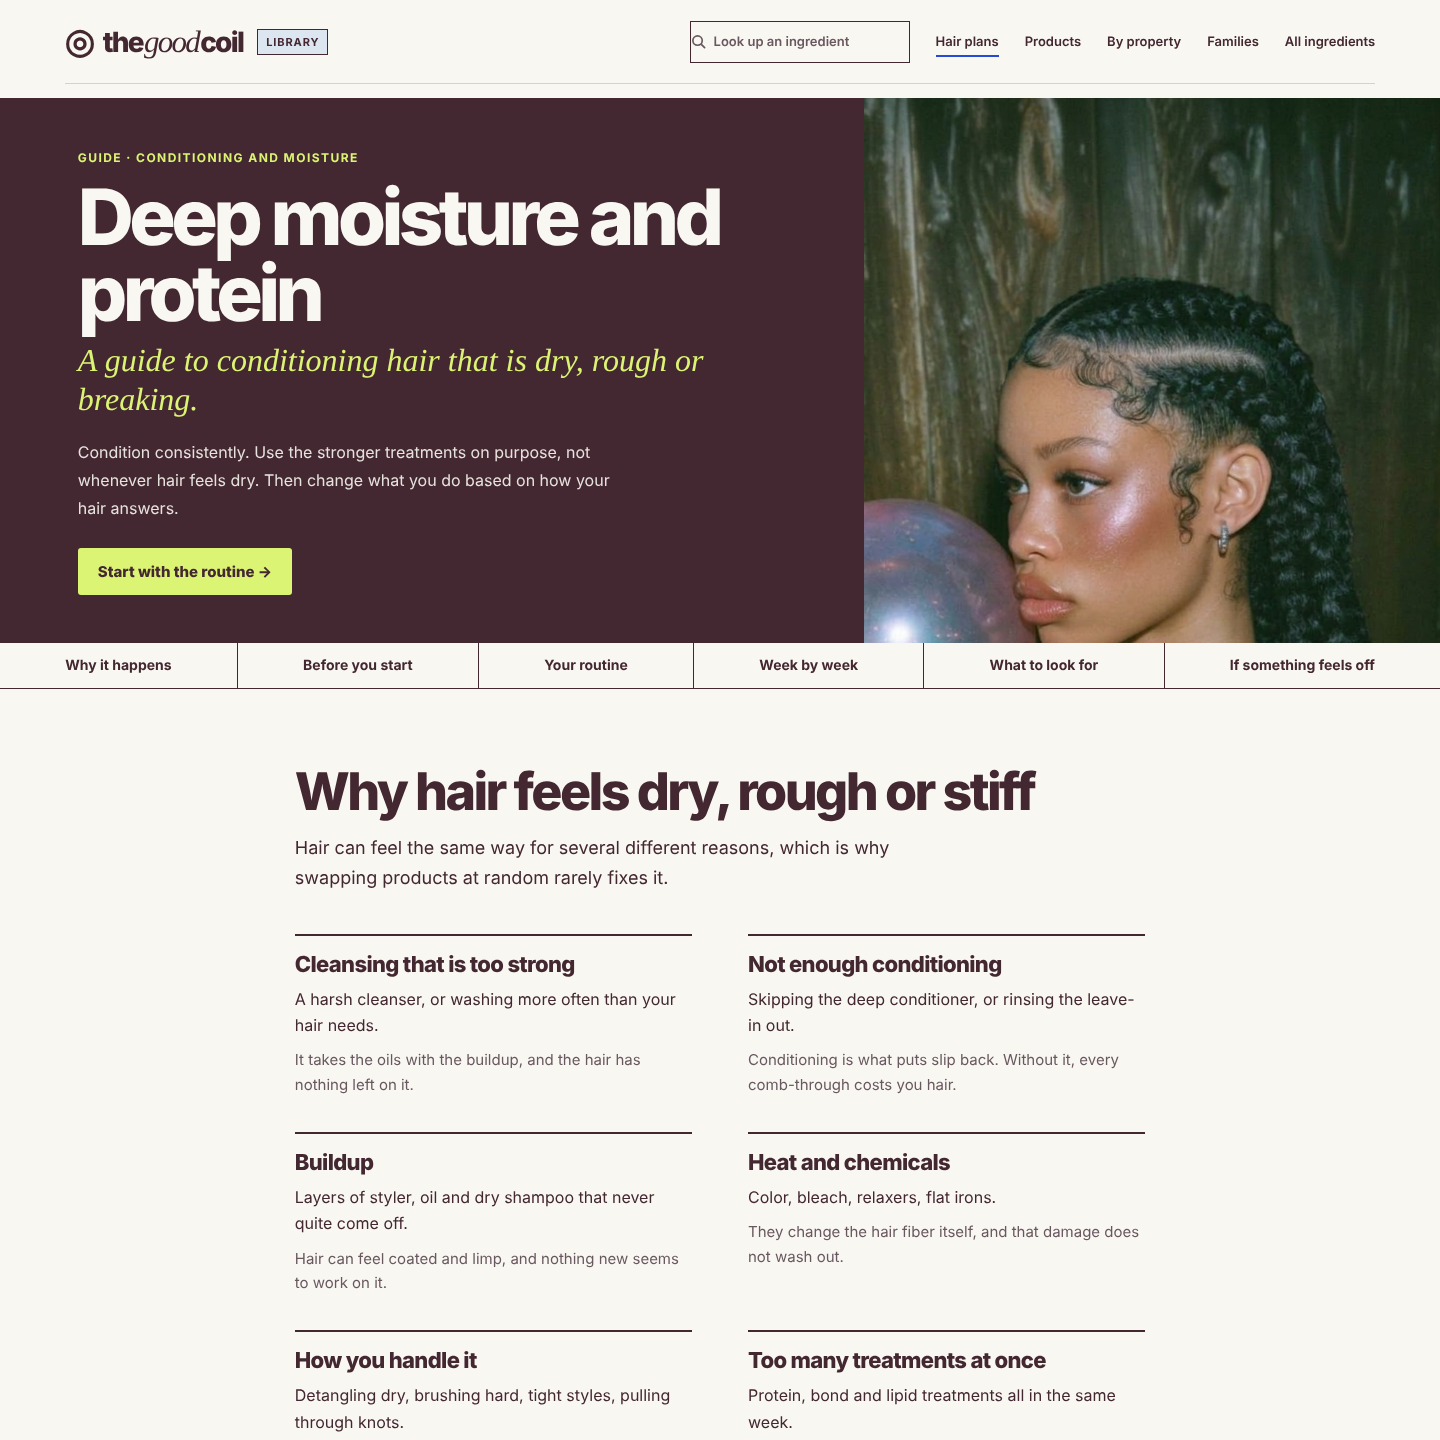 thegoodcoil
LIBRARY
Look up an ingredient
Hair plans
Products
By property
Families
All ingredients
GUIDE · CONDITIONING AND MOISTURE
Deep moisture and
protein
A guide to conditioning hair that is dry, rough or
breaking.
Condition consistently. Use the stronger treatments on purpose, not
whenever hair feels dry. Then change what you do based on how your
hair answers.
Start with the routine →
Why it happens
Before you start
Your routine
Week by week
What to look for
If something feels off
Why hair feels dry, rough or stiff
Hair can feel the same way for several different reasons, which is why
swapping products at random rarely fixes it.
Cleansing that is too strong
A harsh cleanser, or washing more often than your
hair needs.
It takes the oils with the buildup, and the hair has
nothing left on it.
Not enough conditioning
Skipping the deep conditioner, or rinsing the leave-
in out.
Conditioning is what puts slip back. Without it, every
comb-through costs you hair.
Buildup
Layers of styler, oil and dry shampoo that never
quite come off.
Hair can feel coated and limp, and nothing new seems
to work on it.
Heat and chemicals
Color, bleach, relaxers, flat irons.
They change the hair fiber itself, and that damage does
not wash out.
How you handle it
Detangling dry, brushing hard, tight styles, pulling
through knots.
Too many treatments at once
Protein, bond and lipid treatments all in the same
week.